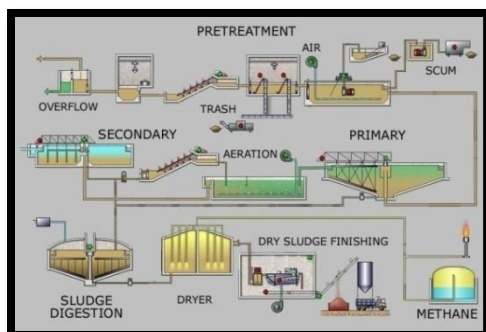 PRETREATMENT
AIR
OVERFLOW
TRASH
SCUM
SECONDARY
AERATION
PRIMARY
SLUDGE
DIGESTION
DRYER
DRY SLUDGE FINISHING
METHANE